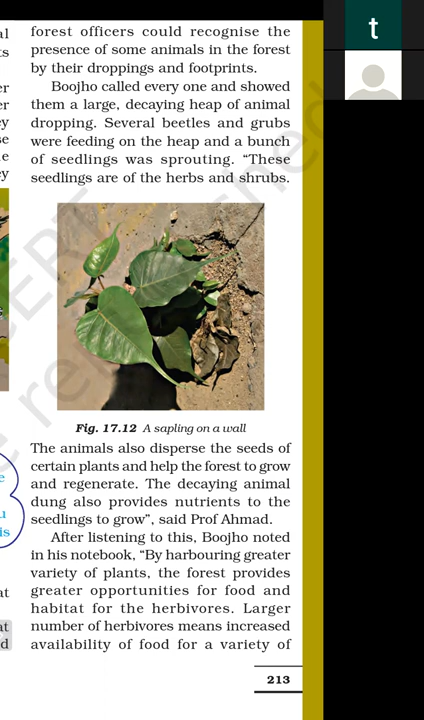 forest officers could recognise the
presence of some animals in the forest
by their droppings and footprints.
Boojho called every one and showed
them a large, decaying heap of animal
dropping. Several beetles and grubs
were feeding on the heap and a bunch
of seedlings was sprouting. “These
seedlings are of the herbs and shrubs.
Fig. 17.12 A sapling on a wall
The animals also disperse the seeds of
certain plants and help the forest to grow
and regenerate. The decaying animal
dung also provides nutrients to the
seedlings to grow”, said Prof Ahmad.
After listening to this, Boojho noted
in his notebook, “By harbouring greater
variety of plants, the forest provides
greater opportunities for food and
habitat for the herbivores. Larger
number of herbivores means increased
availability of food for a variety of
213
t